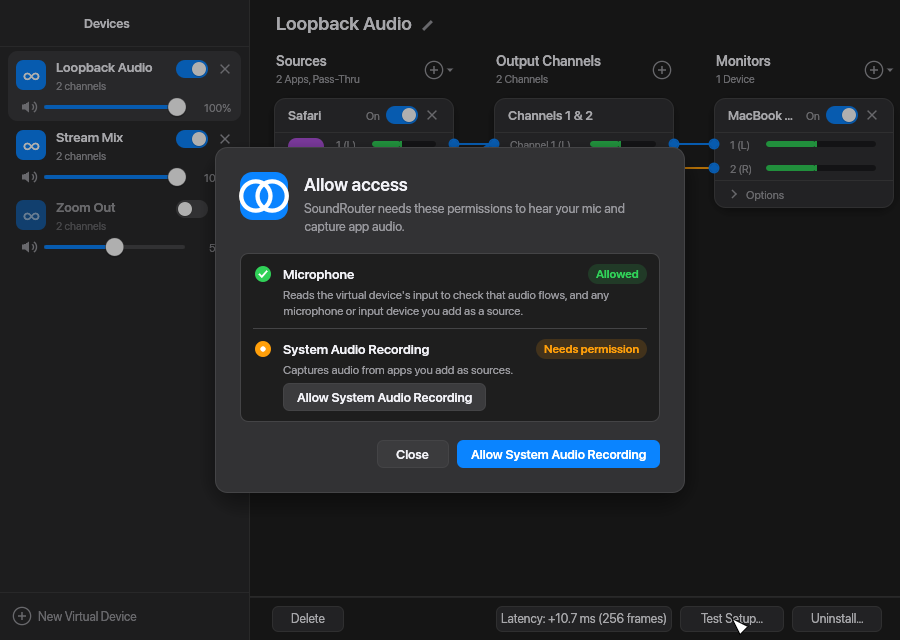 Devices
Loopback Audio
2 channels
100%
Stream Mix
2 channels
10
Zoom Out
2 channels
5
New Virtual Device
Loopback Audio
Sources
2 Apps, Pass-Thru
Output Channels
2 Channels
Monitors
1 Device
Safari
On
Channels 1 & 2
MacBook ...
On
1 (L)
Channel 1 (L)
1 (L)
2 (R)
Options
Allow access
SoundRouter needs these permissions to hear your mic and
capture app audio.
Microphone
Allowed
Reads the virtual device's input to check that audio flows, and any
microphone or input device you add as a source.
System Audio Recording
Needs permission
Captures audio from apps you add as sources.
Allow System Audio Recording
Close
Allow System Audio Recording
Delete
Latency: +10.7 ms (256 frames)
Test Setup...
Uninstall...